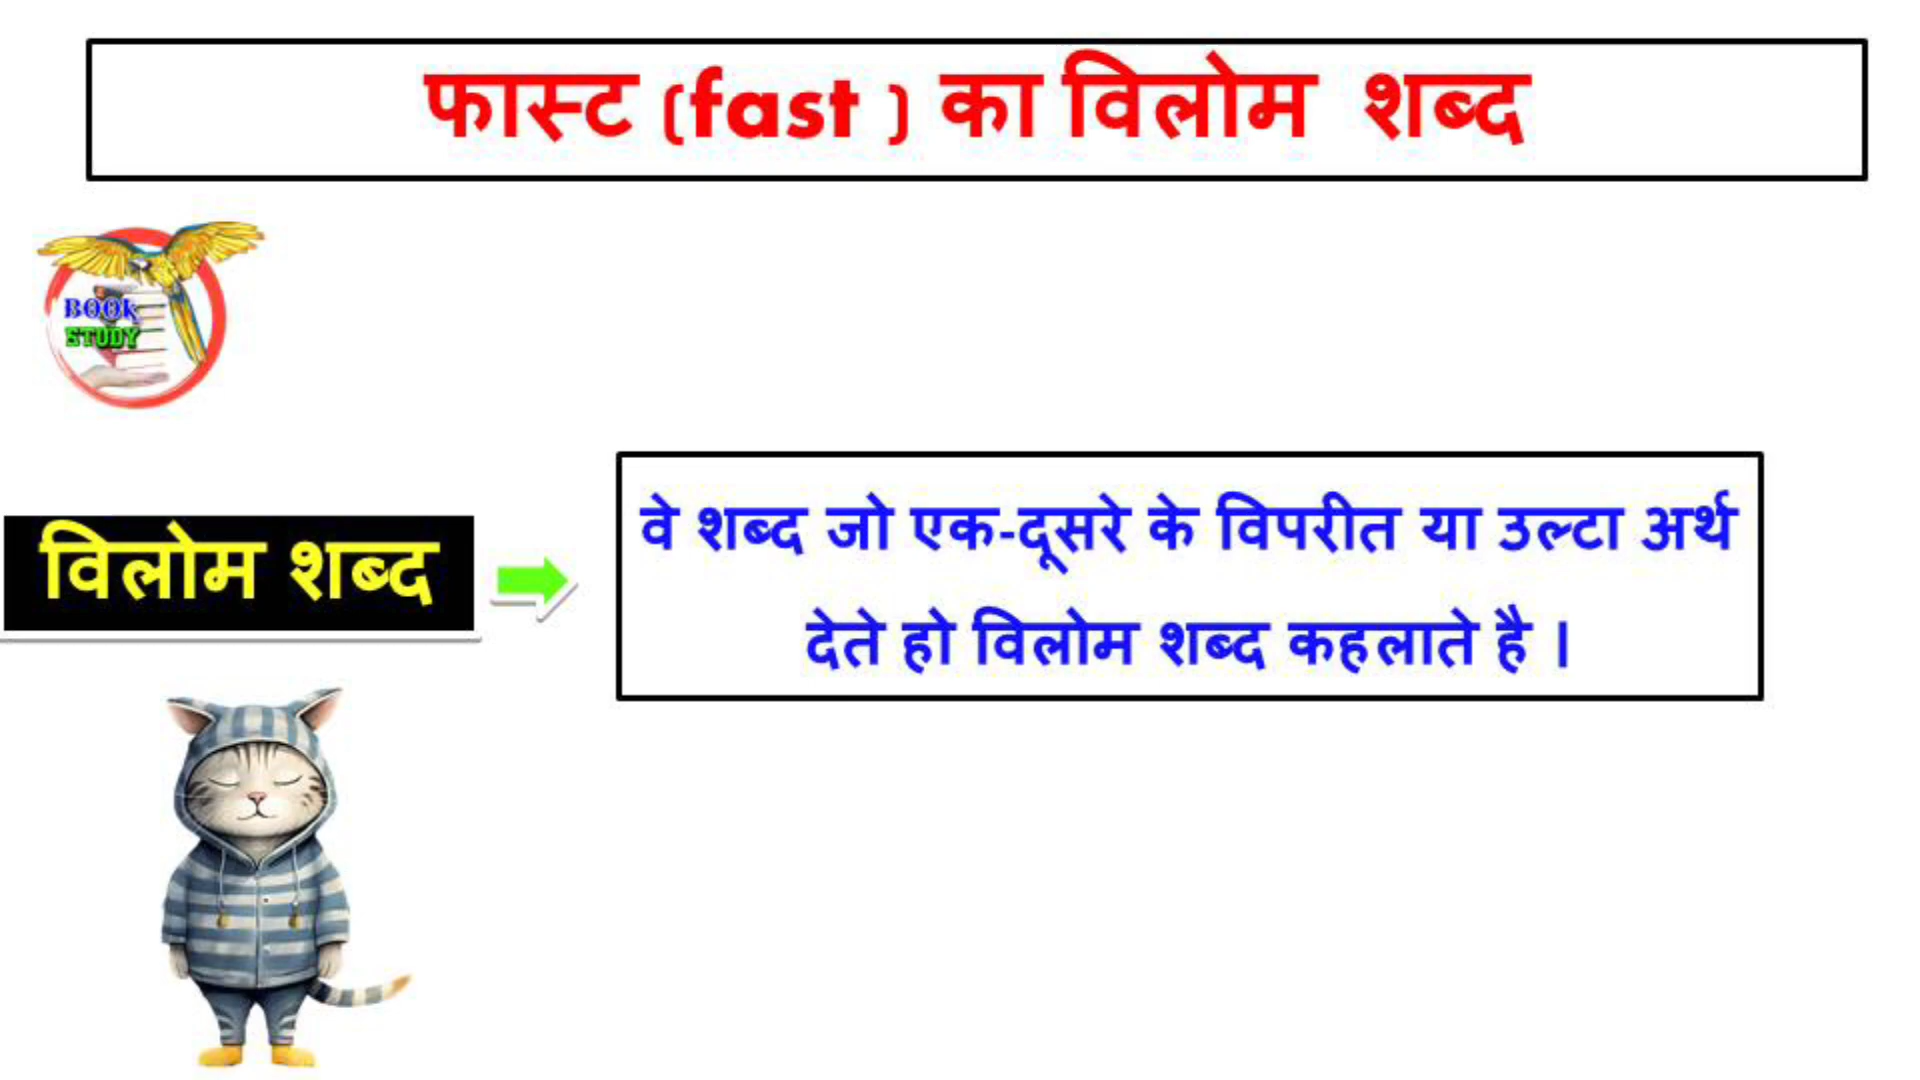 फास्ट (fast ) का विलोम शब्द
BOOK
STUDY
विलोम शब्द
वे शब्द जो एक-दूसरे के विपरीत या उल्टा अर्थ
देते हो विलोम शब्द कहलाते है ।